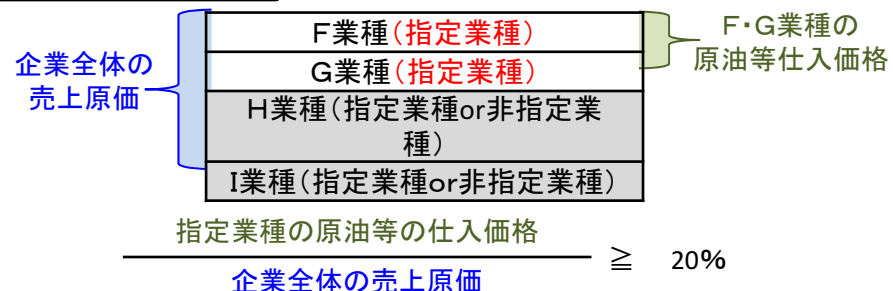 F業種（指定業種）
G業種（指定業種）
H業種（指定業種or非指定業
種）
I業種（指定業種or非指定業種）
企業全体の
売上原価
F・G業種の
原油等仕入価格
指定業種の原油等の仕入価格
企業全体の売上原価
≧ 20%